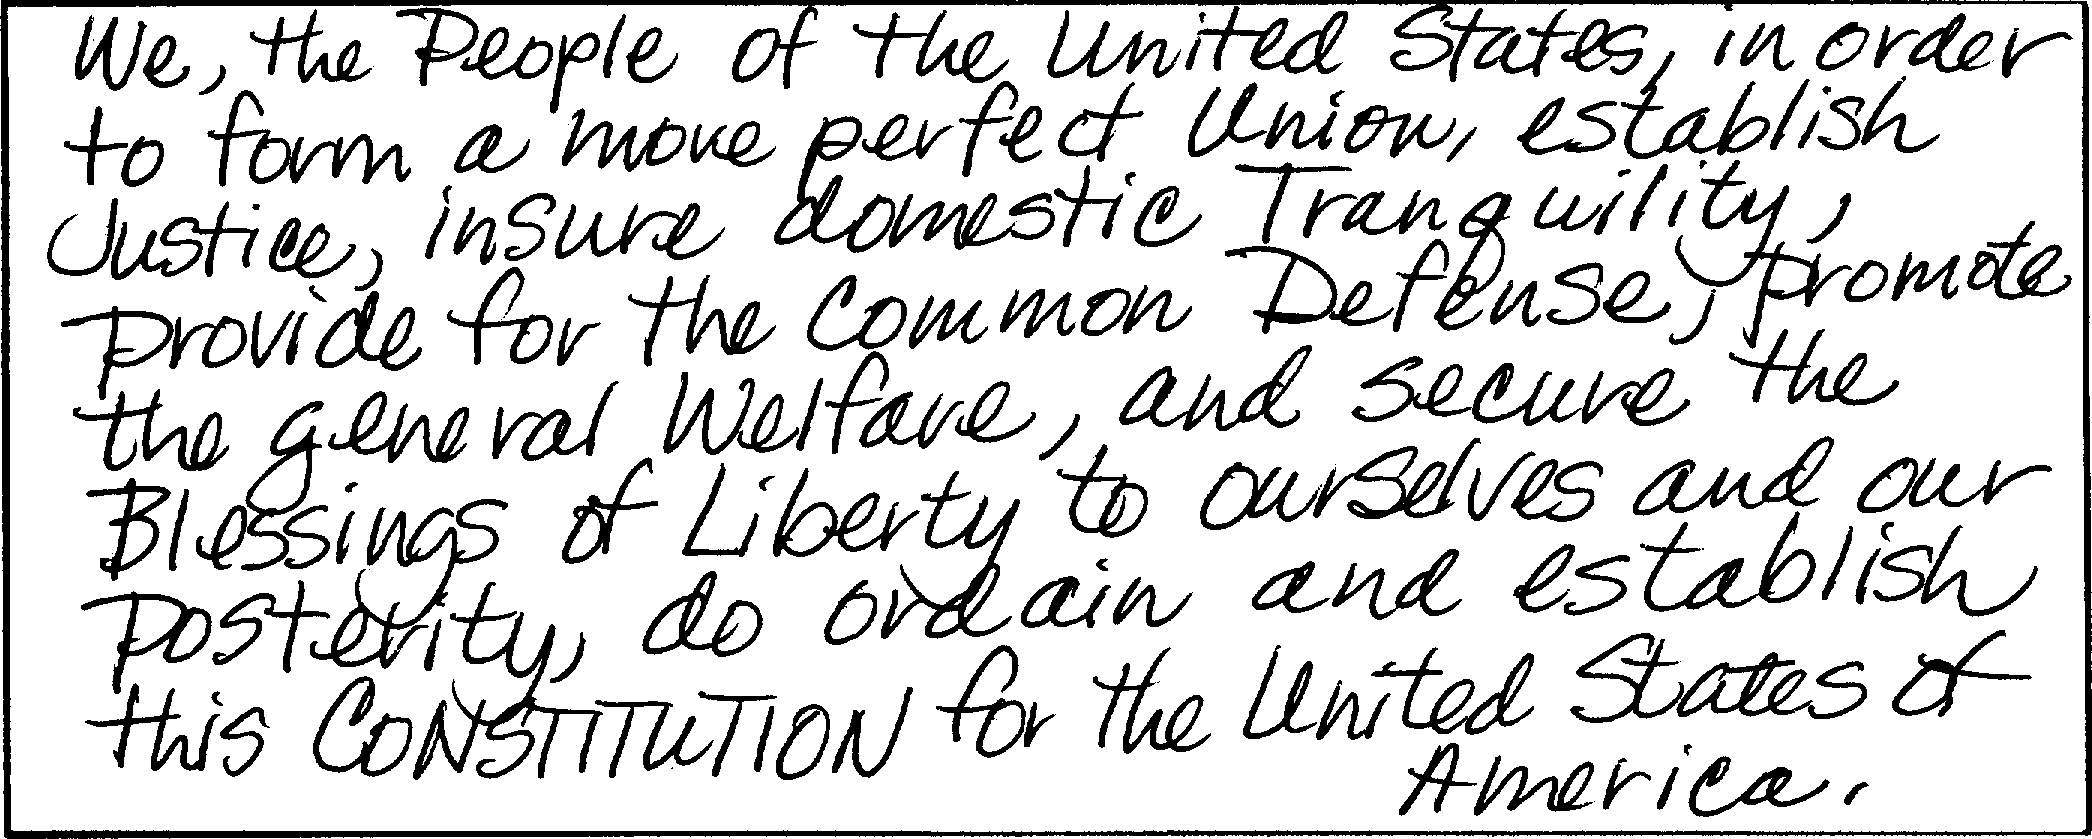 We, the People of the United States, in order
to form a more perfect Union, establish
Justice, insure domestic Tranquility,
provide for the common Defense, promote
the general Welfare, and secure the
Blessings of Liberty to ourselves and our
posterity, do ordain and establish
this CONSTITUTION for the United States of
America.